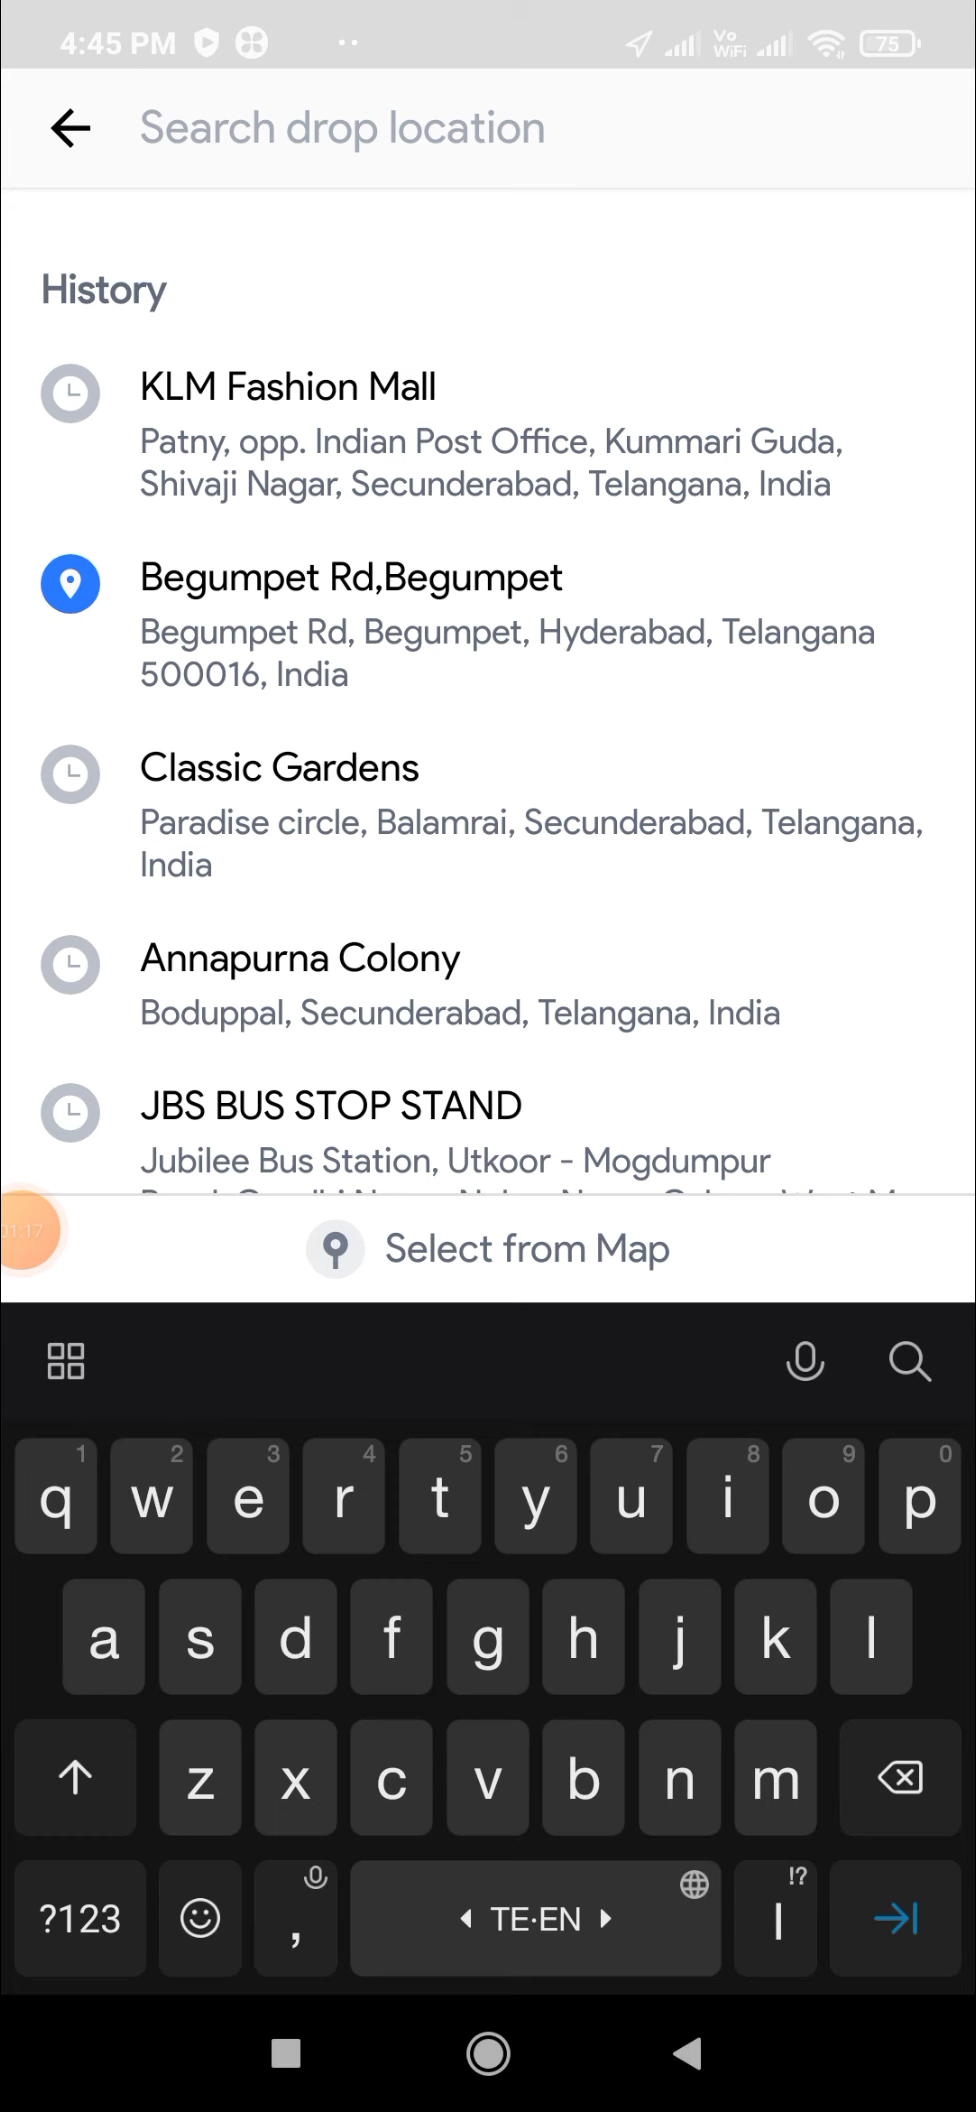 4:45 PM
Vo
WiFi
75
Search drop location
History
KLM Fashion Mall
Patny, opp. Indian Post Office, Kummari Guda,
Shivaji Nagar, Secunderabad, Telangana, India
Begumpet Rd,Begumpet
Begumpet Rd, Begumpet, Hyderabad, Telangana
500016, India
Classic Gardens
Paradise circle, Balamrai, Secunderabad, Telangana,
India
Annapurna Colony
Boduppal, Secunderabad, Telangana, India
JBS BUS STOP STAND
Jubilee Bus Station, Utkoor - Mogdumpur
01:17
Select from Map
1 2 3 4 5 6 7 8 9 0
q w e r t y u i o p
a s d f g h j k l
z x c v b n m
!?
?123 , TE·EN |